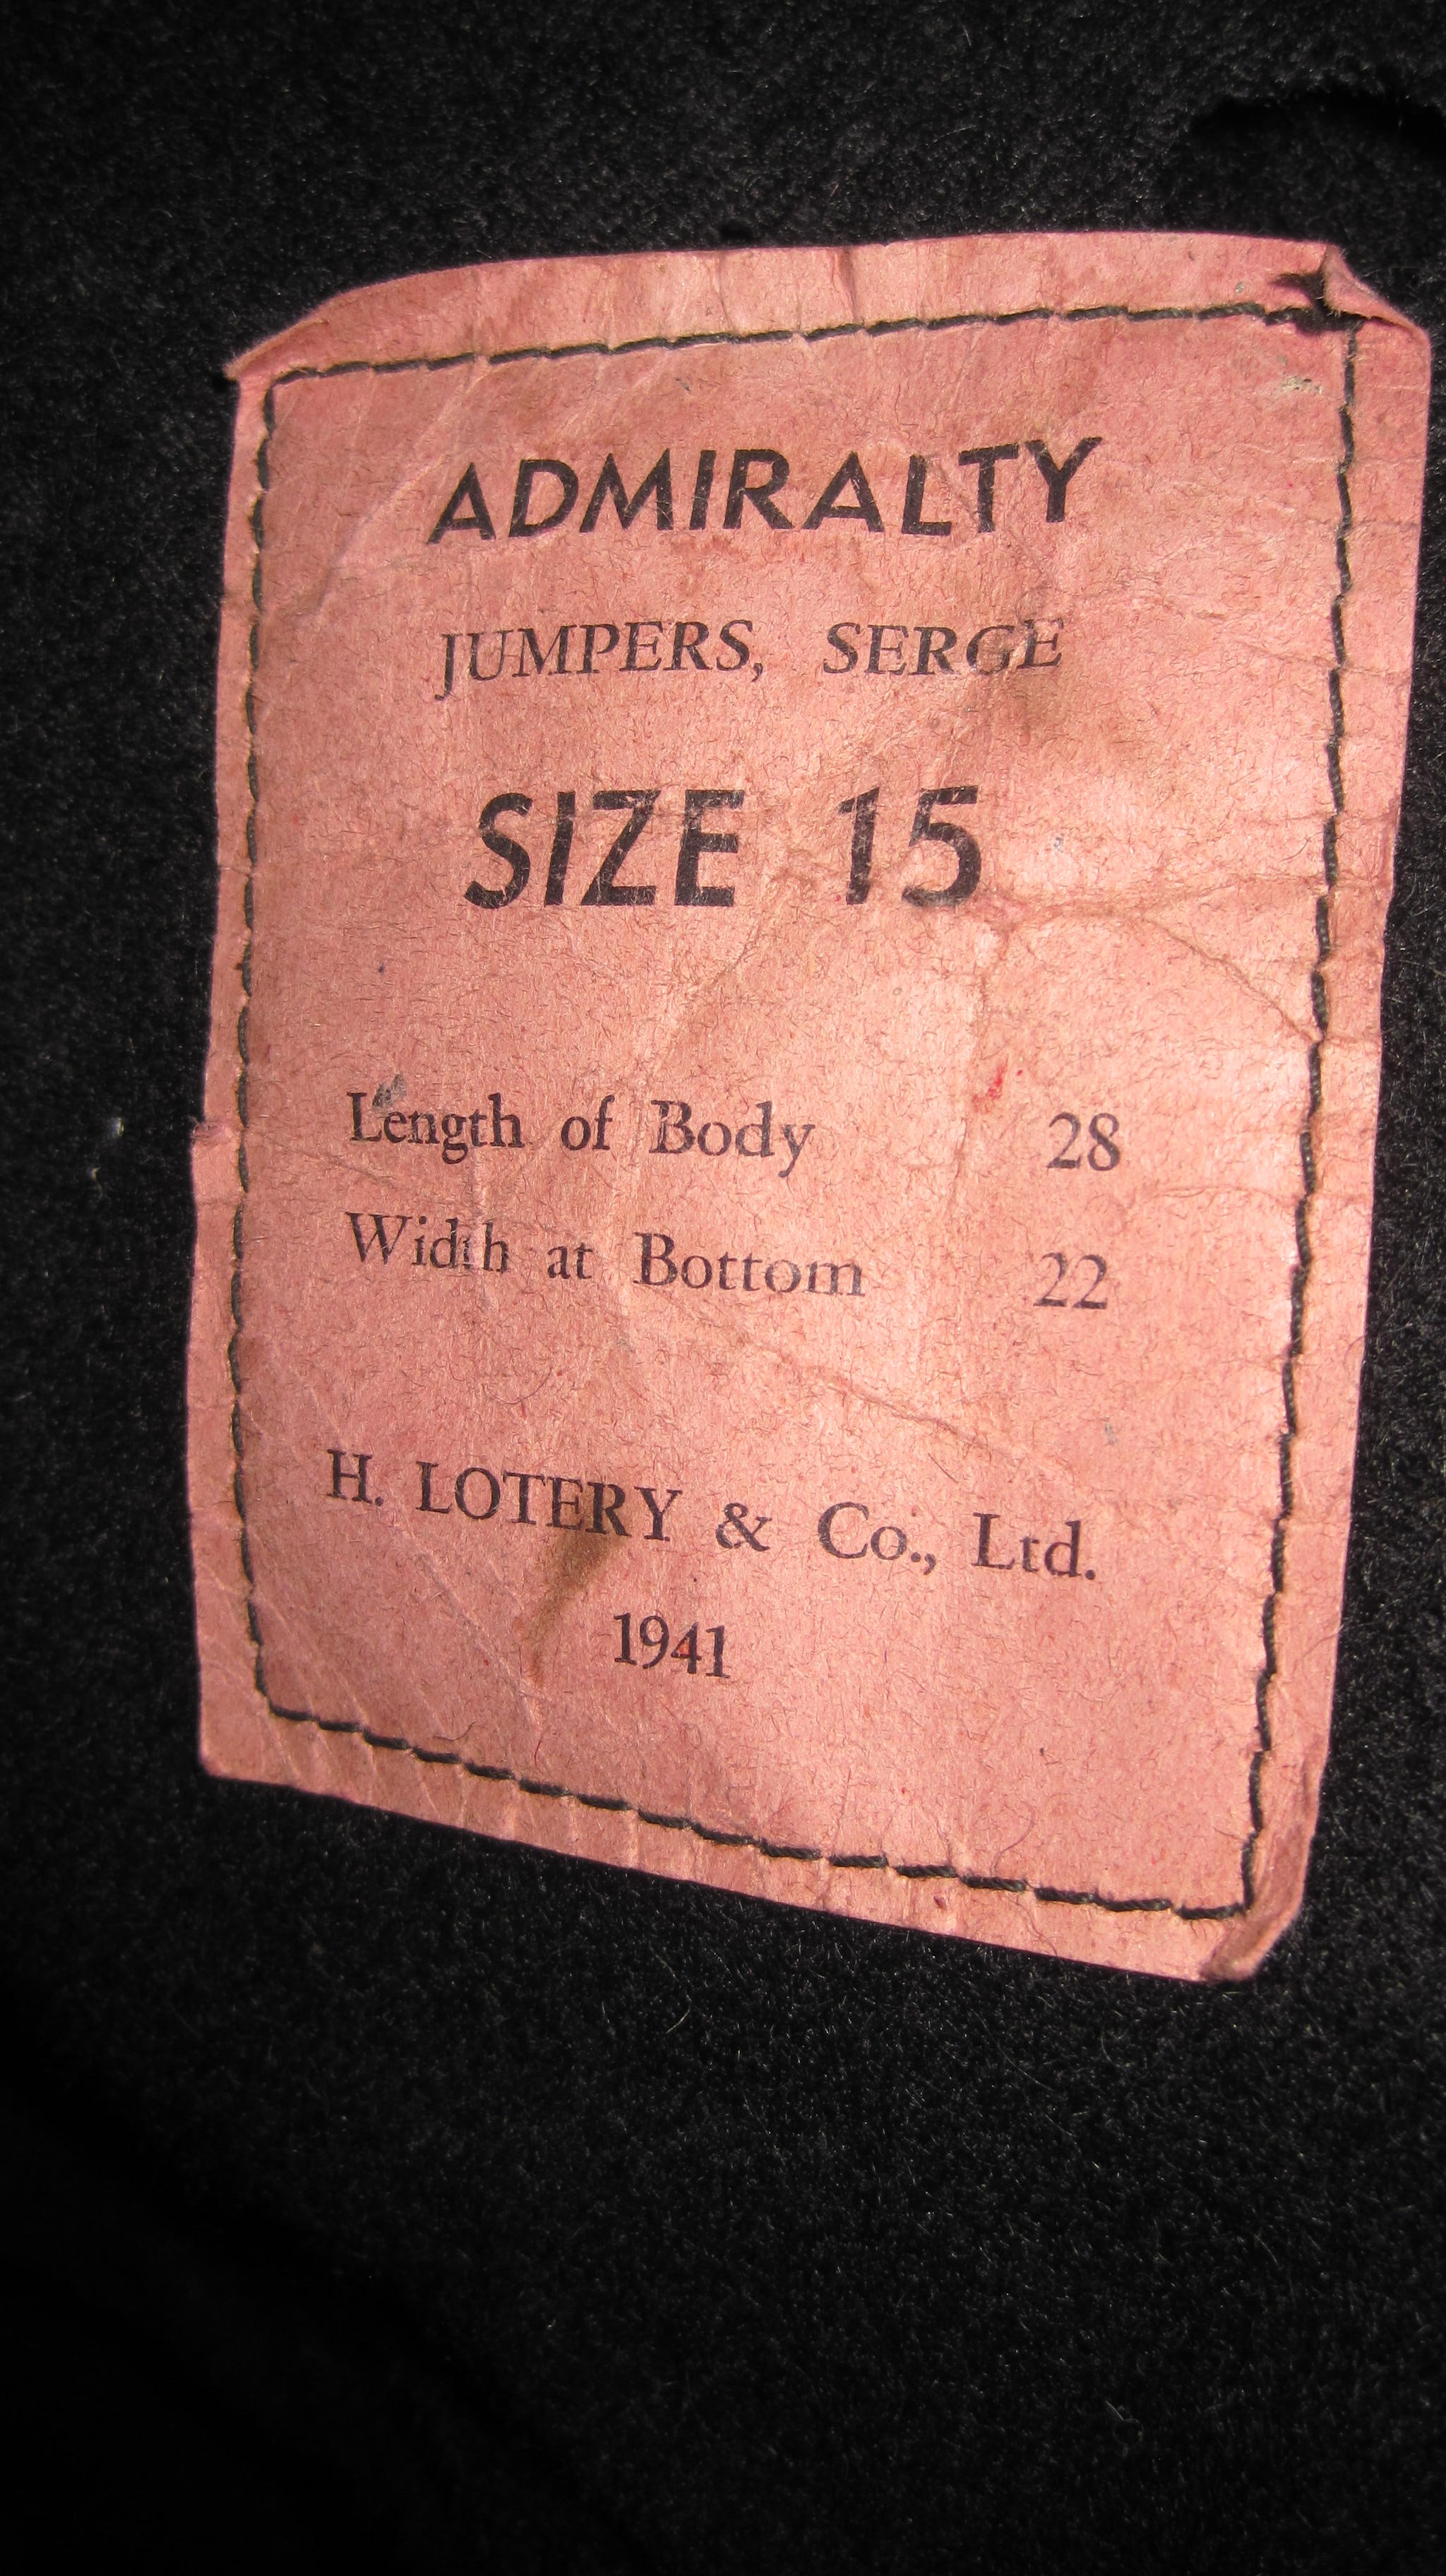 ADMIRALTY
JUMPERS, SERGE
SIZE 15
Length of Body 28
Width at Bottom 22
H. LOTERY & Co., Ltd.
1941